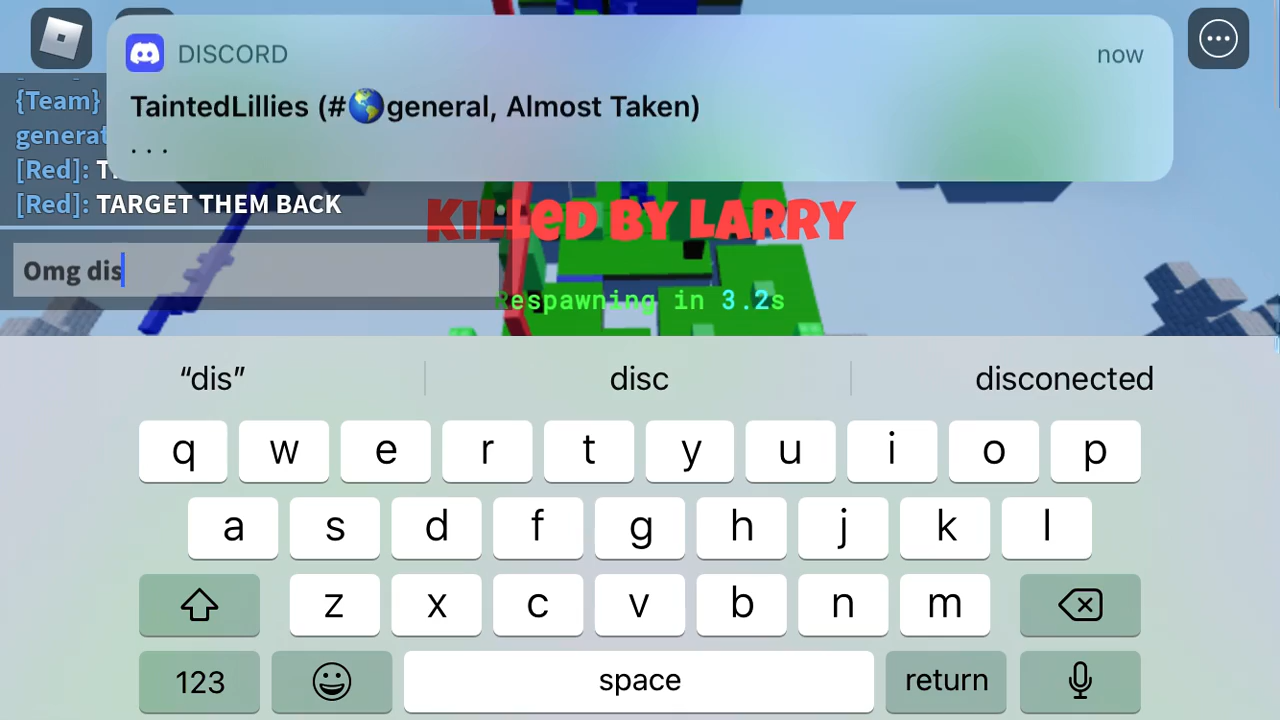 DISCORD
now
TaintedLillies (#🌎general, Almost Taken)
. . .
{Team}
generat
[Red]: T
[Red]: TARGET THEM BACK
KILLED BY LARRY
Omg dis
Respawning in 3.2s
“dis”
disc
disconected
q w e r t y u i o p
a s d f g h j k l
z x c v b n m
123
space
return